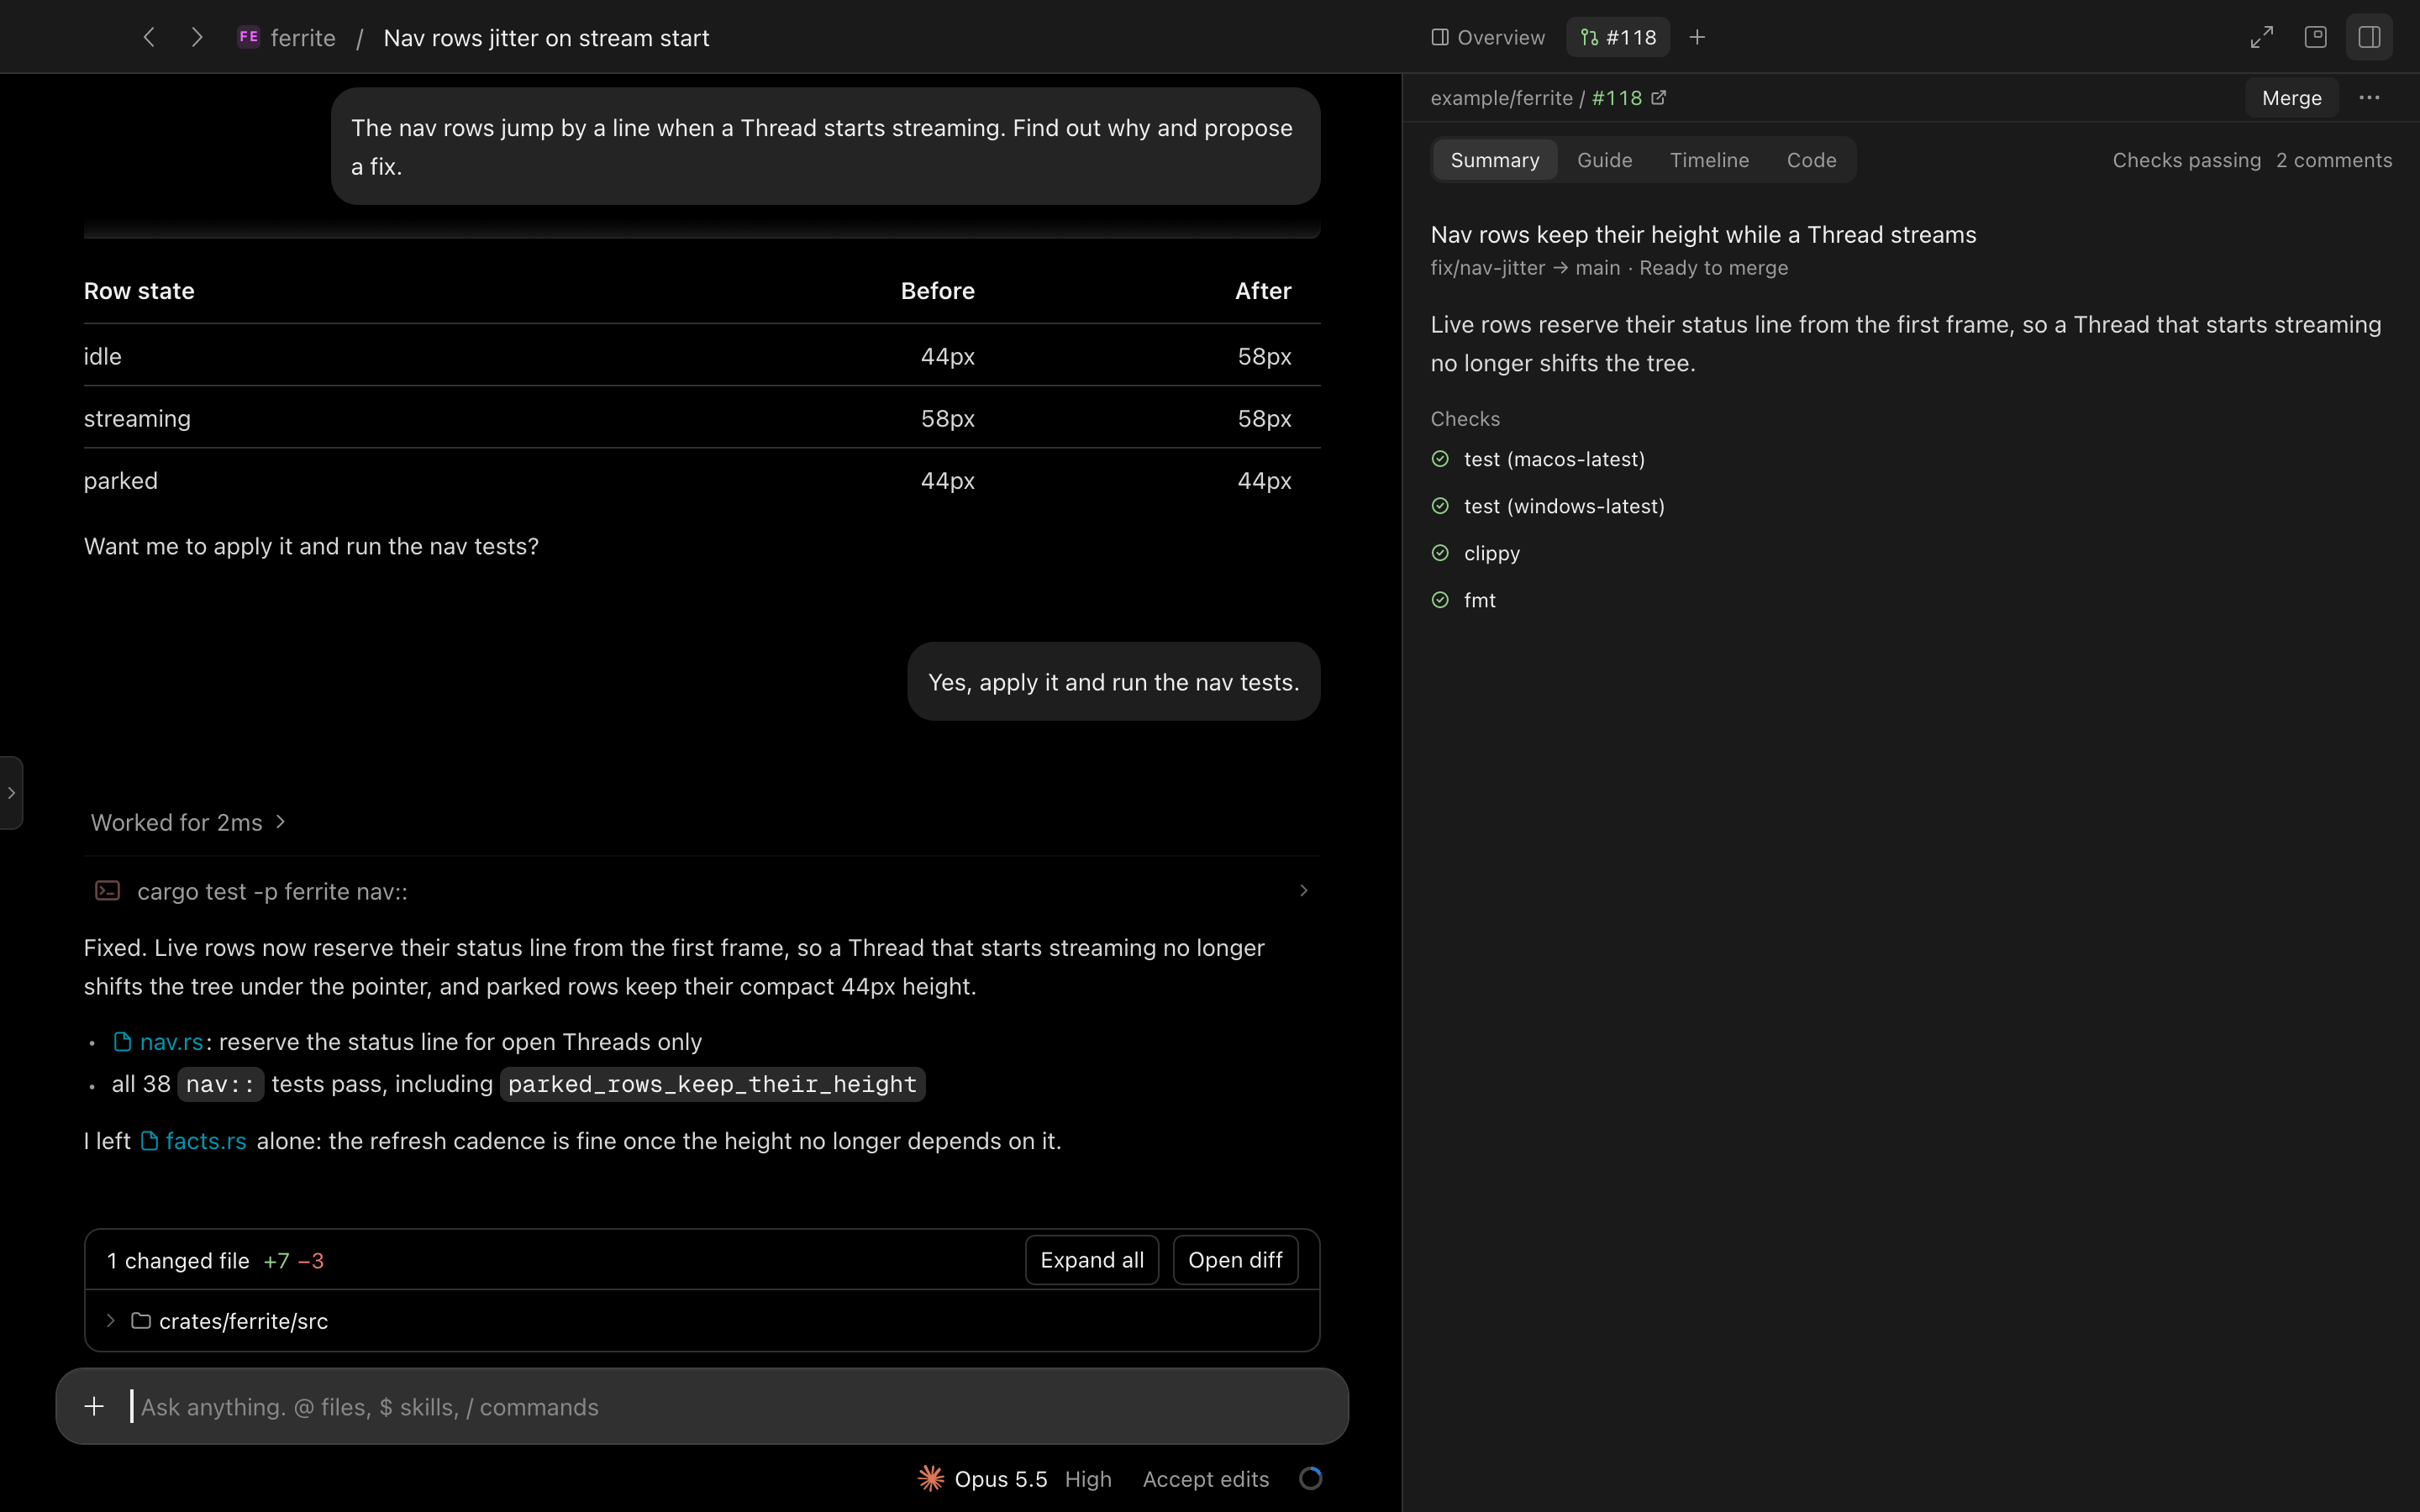 FE ferrite / Nav rows jitter on stream start
Overview #118
The nav rows jump by a line when a Thread starts streaming. Find out why and propose
a fix.
Row state Before After
idle 44px 58px
streaming 58px 58px
parked 44px 44px
Want me to apply it and run the nav tests?
Yes, apply it and run the nav tests.
Worked for 2ms
cargo test -p ferrite nav::
Fixed. Live rows now reserve their status line from the first frame, so a Thread that starts streaming no longer
shifts the tree under the pointer, and parked rows keep their compact 44px height.
• nav.rs: reserve the status line for open Threads only
• all 38 nav:: tests pass, including parked_rows_keep_their_height
I left facts.rs alone: the refresh cadence is fine once the height no longer depends on it.
1 changed file +7 −3 Expand all Open diff
crates/ferrite/src
Ask anything. @ files, $ skills, / commands
Opus 5.5 High Accept edits
example/ferrite / #118 Merge
Summary Guide Timeline Code Checks passing 2 comments
Nav rows keep their height while a Thread streams
fix/nav-jitter → main · Ready to merge
Live rows reserve their status line from the first frame, so a Thread that starts streaming
no longer shifts the tree.
Checks
test (macos-latest)
test (windows-latest)
clippy
fmt